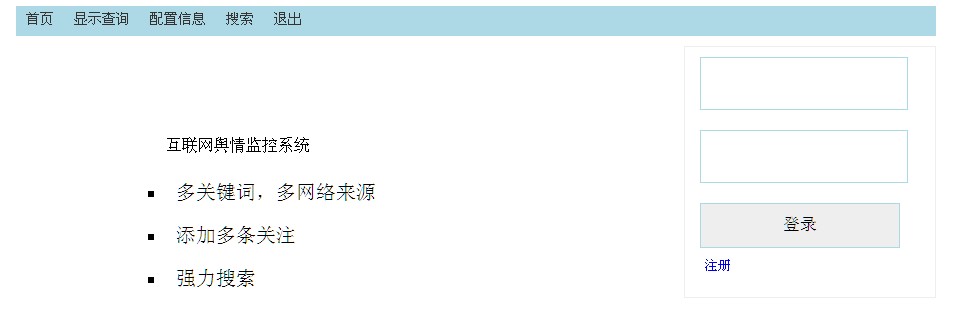 首页 显示查询 配置信息 搜索 退出
互联网舆情监控系统
多关键词，多网络来源
添加多条关注
强力搜索
登录
注册